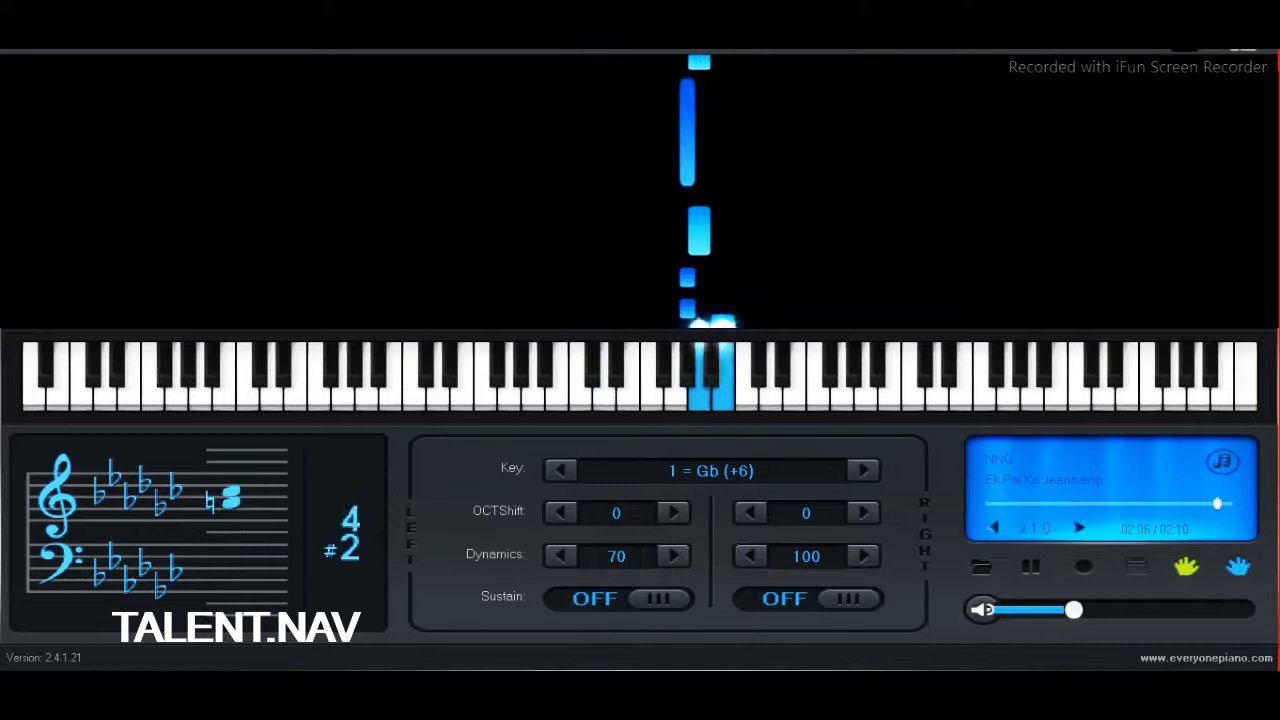 Recorded with iFun Screen Recorder
Key:
1 = Gb (+6)
OCTShift:
0
0
Dynamics:
70
100
Sustain:
OFF
OFF
LEFT
RIGHT
4
#2
NNG
Ek Pal Ka Jeena.eop
x 1.0
02:06 / 02:10
TALENT.NAV
Version: 2.4.1.21
www.everyonepiano.com